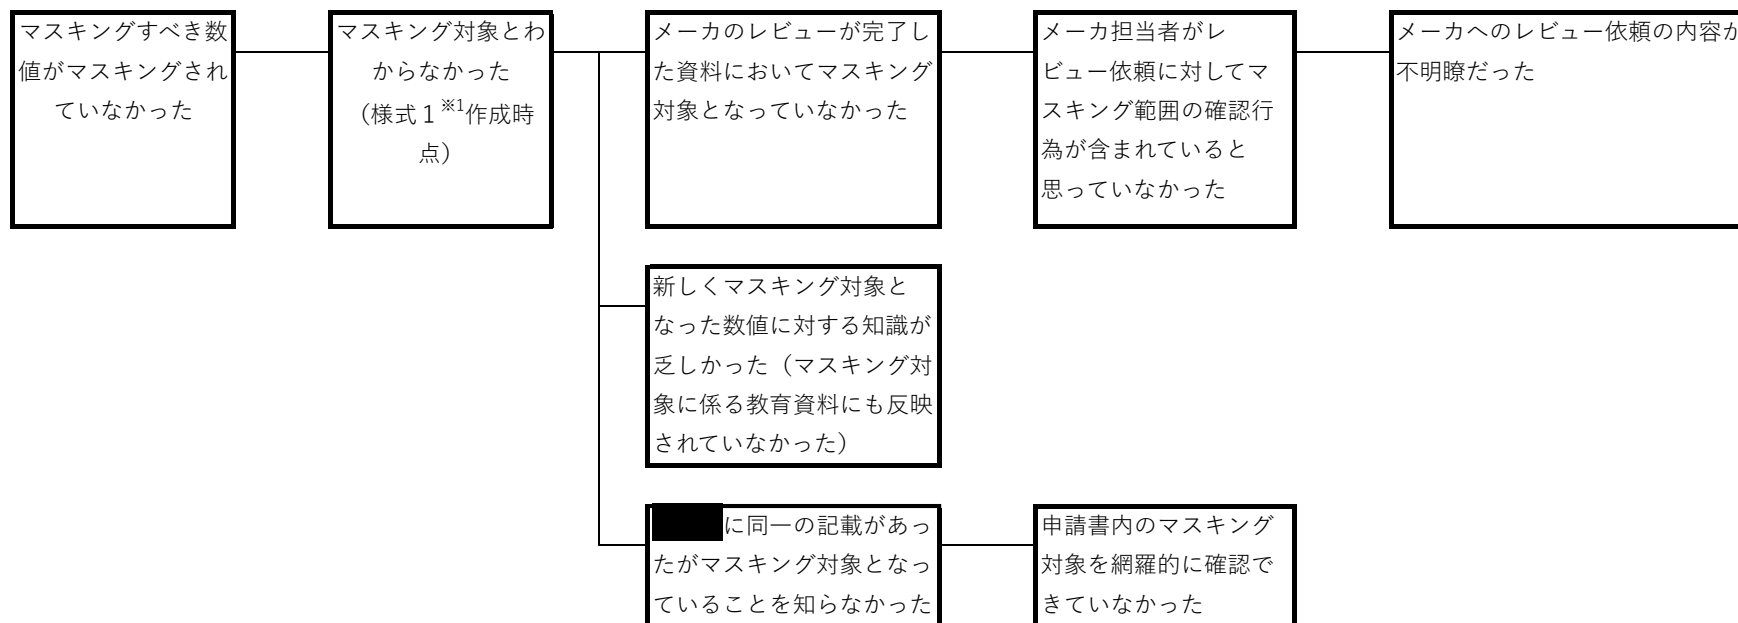 マスキングすべき数
値がマスキングされ
ていなかった
マスキング対象とわ
からなかった
(様式１※1作成時
点)
メーカのレビューが完了し
た資料においてマスキング
対象となっていなかった
メーカ担当者がレ
ビュー依頼に対してマ
スキング範囲の確認行
為が含まれていると
思っていなかった
メーカへのレビュー依頼の内容が
不明瞭だった
新しくマスキング対象と
なった数値に対する知識が
乏しかった（マスキング対
象に係る教育資料にも反映
されていなかった）
に同一の記載があっ
たがマスキング対象となっ
ていることを知らなかった
申請書内のマスキング
対象を網羅的に確認で
きていなかった